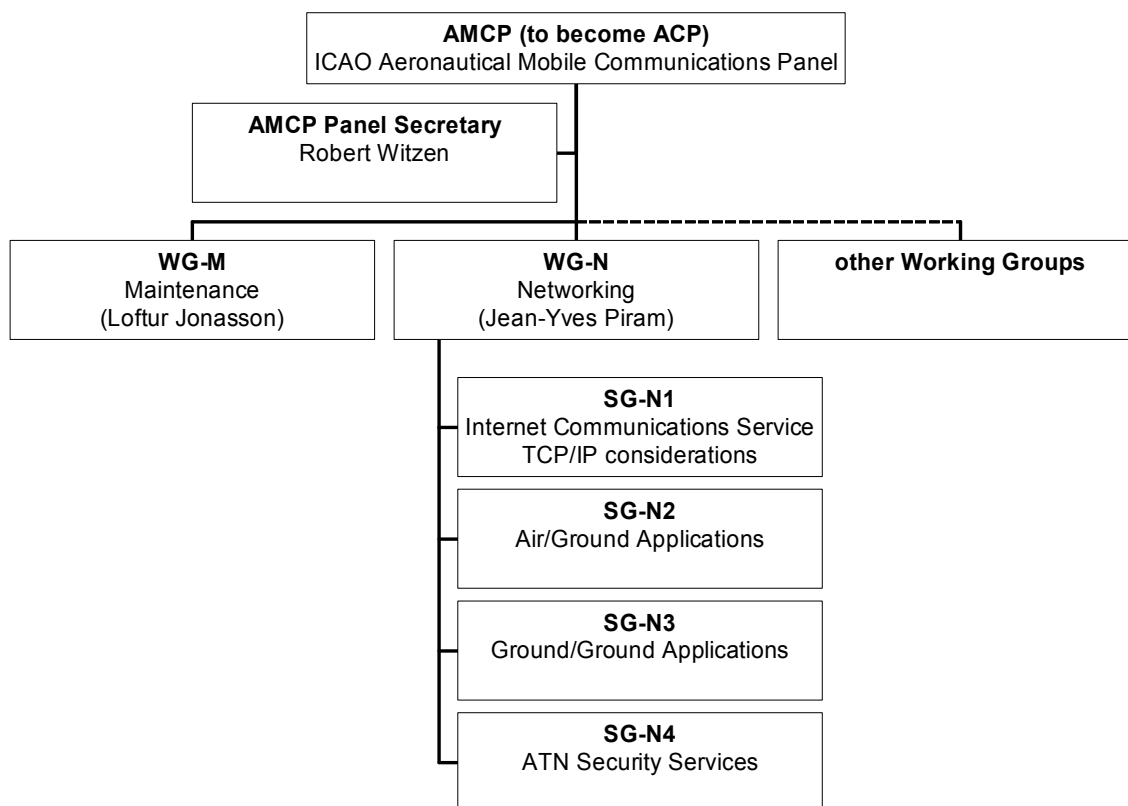 AMCP (to become ACP)
ICAO Aeronautical Mobile Communications Panel
AMCP Panel Secretary
Robert Witzen
WG-M
Maintenance
(Loftur Jonasson)
WG-N
Networking
(Jean-Yves Piram)
other Working Groups
SG-N1
Internet Communications Service
TCP/IP considerations
SG-N2
Air/Ground Applications
SG-N3
Ground/Ground Applications
SG-N4
ATN Security Services